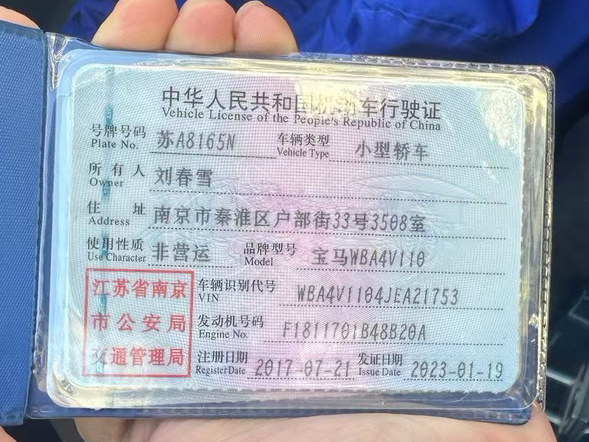 中华人民共和国机动车行驶证
Vehicle License of the People's Republic of China
号牌号码 苏A8165N 车辆类型 小型轿车
Plate No. Vehicle Type
所有人 刘春雪
Owner
住址 南京市秦淮区户部街33号3508室
Address
使用性质 非营运 品牌型号 宝马WBA4V110
Use Character Model
江苏省南京
市公安局
交通管理局
车辆识别代号 WBA4V1104JEA21753
VIN
发动机号码 F1811701B48B20A
Engine No.
注册日期 2017-07-21 发证日期 2023-01-19
Register Date Issue Date